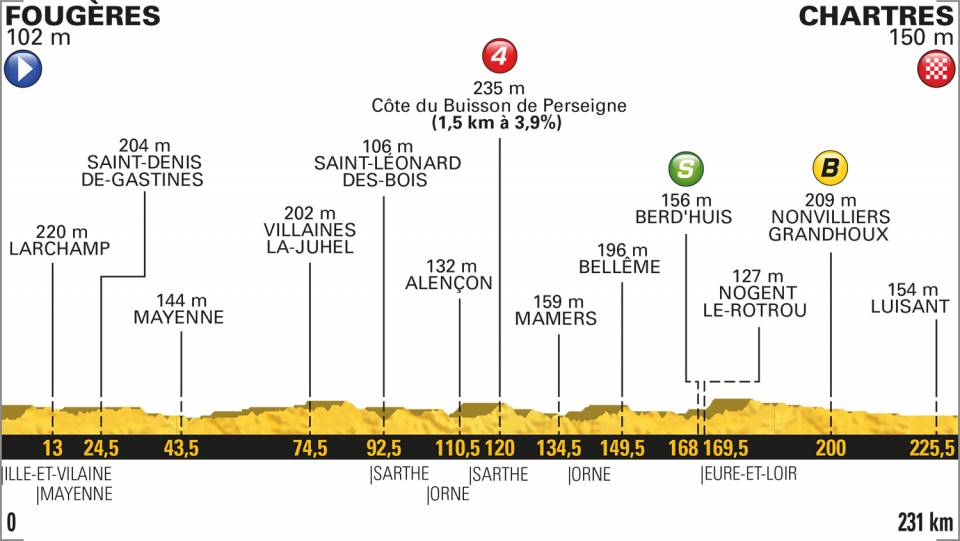 FOUGÈRES
102 m
CHARTRES
150 m
4
235 m
Côte du Buisson de Perseigne
(1,5 km à 3,9%)
204 m
SAINT-DENIS
DE-GASTINES
106 m
SAINT-LÉONARD
DES-BOIS
S
156 m
BERD'HUIS
B
209 m
NONVILLIERS
GRANDHOUX
220 m
LARCHAMP
202 m
VILLAINES
LA-JUHEL
132 m
ALENÇON
196 m
BELLÊME
127 m
NOGENT
LE-ROTROU
144 m
MAYENNE
159 m
MAMERS
154 m
LUISANT
13 24,5 43,5 74,5 92,5 110,5 120 134,5 149,5 168 169,5 200 225,5
ILLE-ET-VILAINE
MAYENNE
SARTHE
ORNE
SARTHE
ORNE
EURE-ET-LOIR
0
231 km